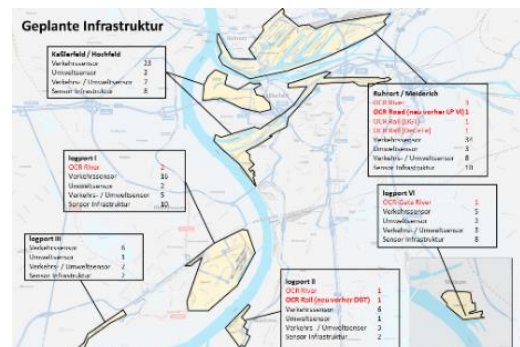 Geplante Infrastruktur
Kaßlerfeld / Hochfeld
Verkehrssensor 23
Umweltsensor 3
Verkehrs- / Umweltsensor 7
Sensor Infrastruktur 8
Ruhrort / Meiderich
OCR River 3
OCR Road (neu vorher LP VI) 1
OCR Rail 1
OCR Rail 1
Verkehrssensor 34
Umweltsensor 3
Verkehrs- / Umweltsensor 8
Sensor Infrastruktur 10
logport I
OCR River 2
Verkehrssensor 16
Umweltsensor 2
Verkehrs- / Umweltsensor 5
Sensor Infrastruktur 10
logport VI
OCR Gate River 1
Verkehrssensor 5
Umweltsensor 2
Verkehrs- / Umweltsensor 3
Sensor Infrastruktur 8
logport III
Verkehrssensor 6
Umweltsensor 1
Verkehrs- / Umweltsensor 2
Sensor Infrastruktur 2
logport II
OCR River 1
OCR Rail (neu vorher DGT) 1
Verkehrssensor 6
Umweltsensor 1
Verkehrs- / Umweltsensor 3
Sensor Infrastruktur 2